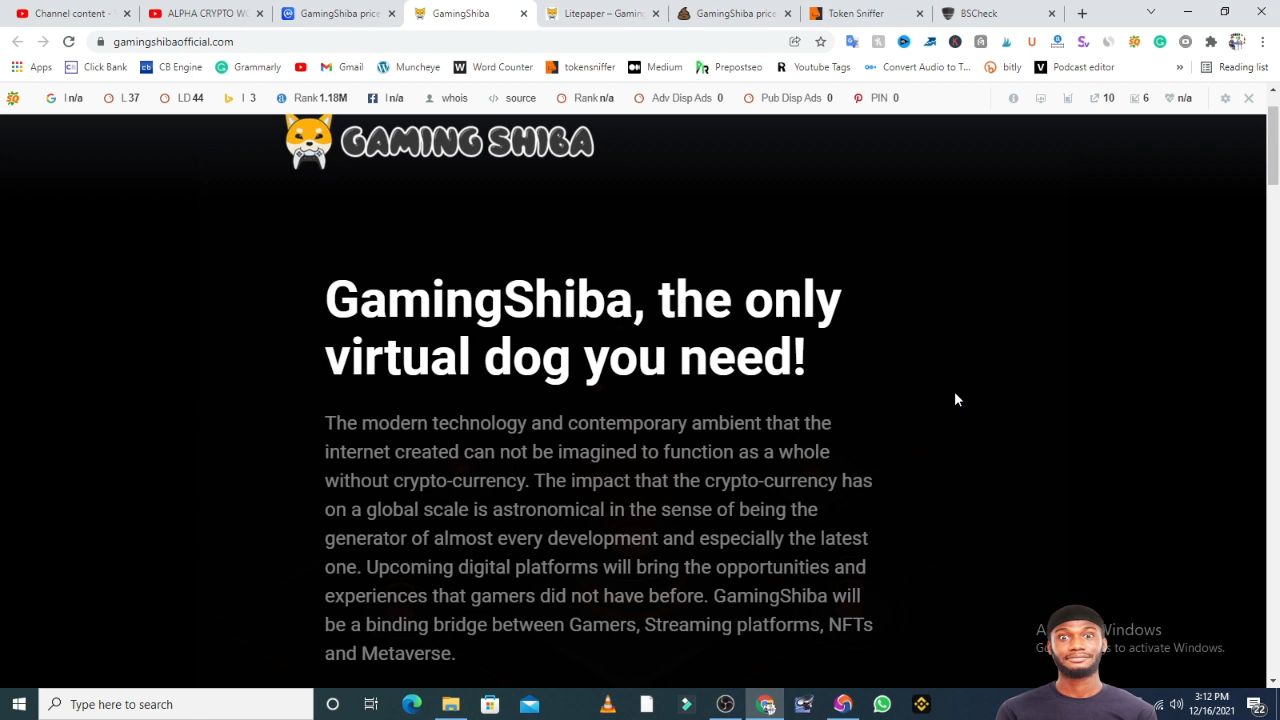 Channel content -
ALPHA CRYPTO WO
GamingShiba price
GamingShiba
Litepaper – Gaming
GamingShiba price
Token Sniffer
BSCheck
gamingshibaofficial.com
Apps Click Bank CB Engine Grammarly Gmail Muncheye Word Counter tokensniffer Medium Prepostseo Youtube Tags Convert Audio to T... bitly Podcast editor » Reading list
I n/a L 37 LD 44 I 3 Rank 1.18M I n/a whois source Rank n/a Adv Disp Ads 0 Pub Disp Ads 0 PIN 0 10 6 n/a
GAMING SHIBA
GamingShiba, the only
virtual dog you need!
The modern technology and contemporary ambient that the
internet created can not be imagined to function as a whole
without crypto-currency. The impact that the crypto-currency has
on a global scale is astronomical in the sense of being the
generator of almost every development and especially the latest
one. Upcoming digital platforms will bring the opportunities and
experiences that gamers did not have before. GamingShiba will
be a binding bridge between Gamers, Streaming platforms, NFTs
and Metaverse.
Windows
to activate Windows.
Type here to search
3:12 PM
12/16/2021
2